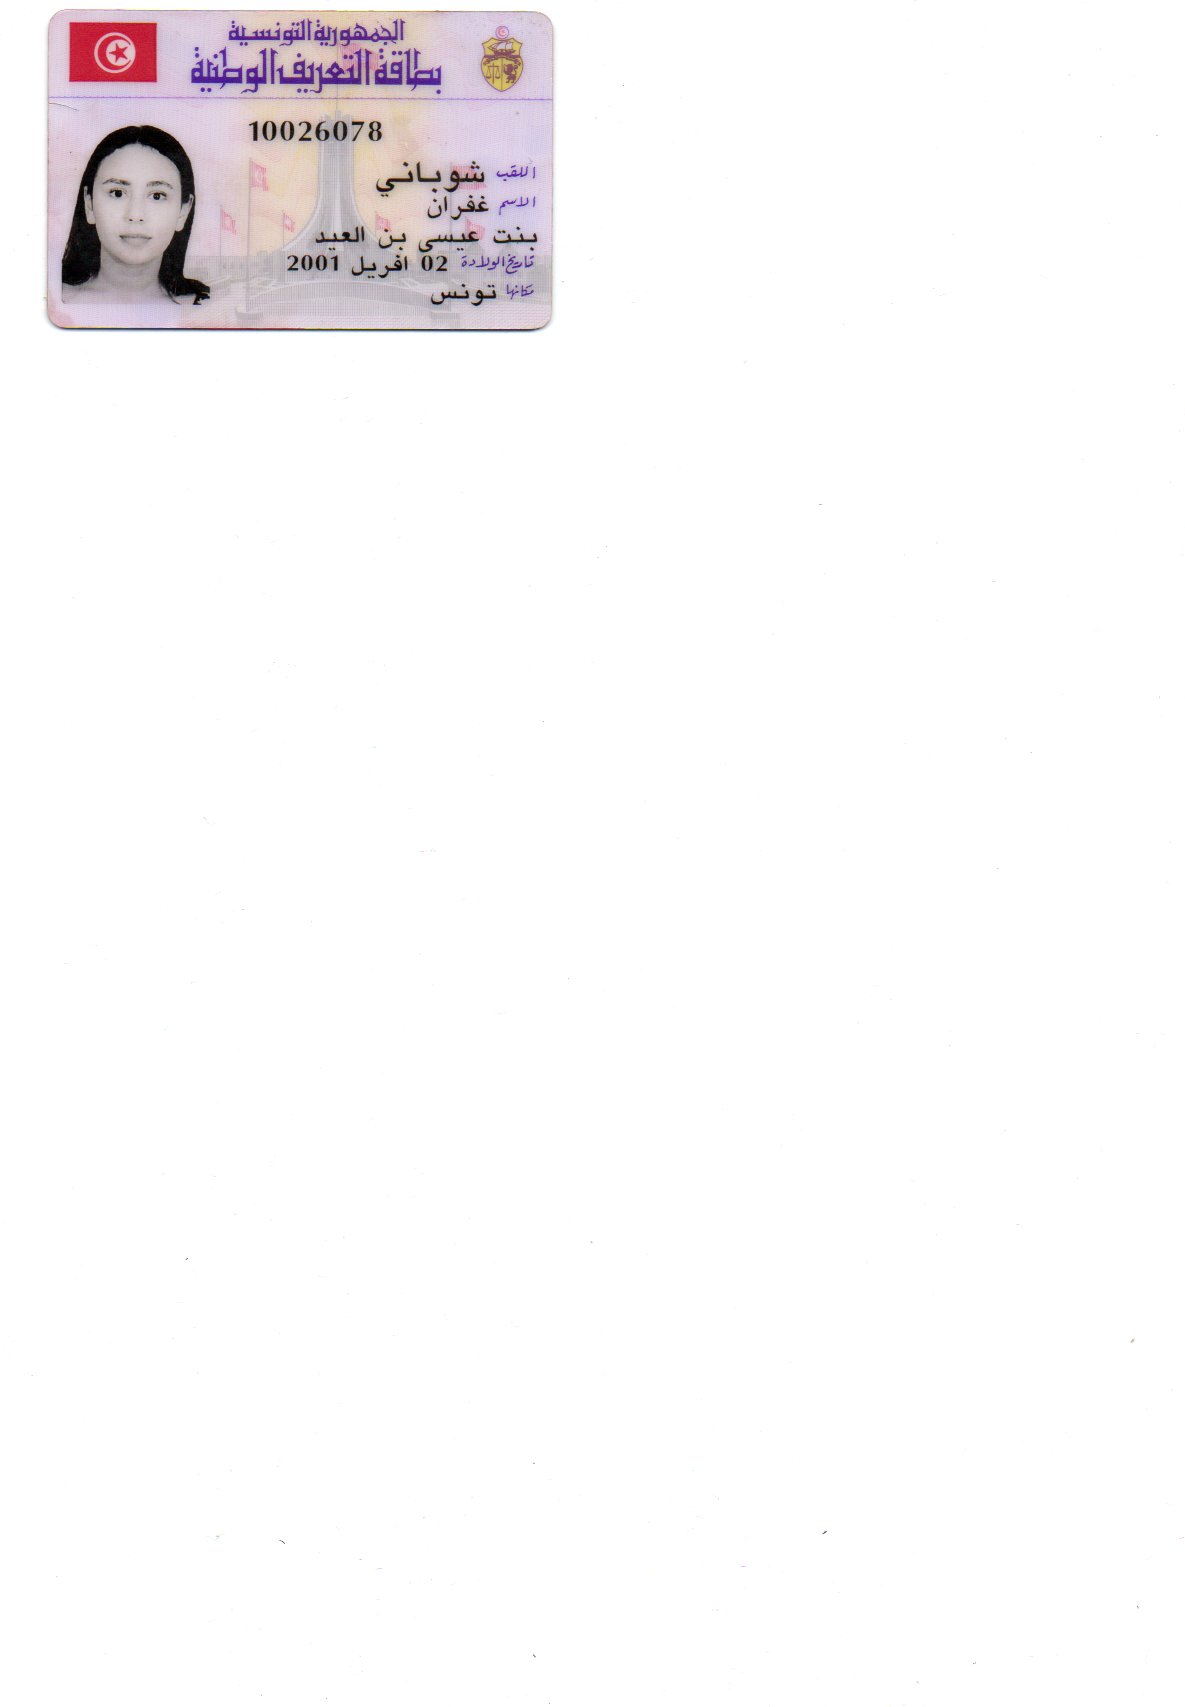 الجمهورية التونسية
بطاقة التعريف الوطنية
10026078
اللقب شوباني
الاسم غفران
بنت عيسى بن العيد
تاريخ الولادة 02 افريل 2001
مكانها تونس